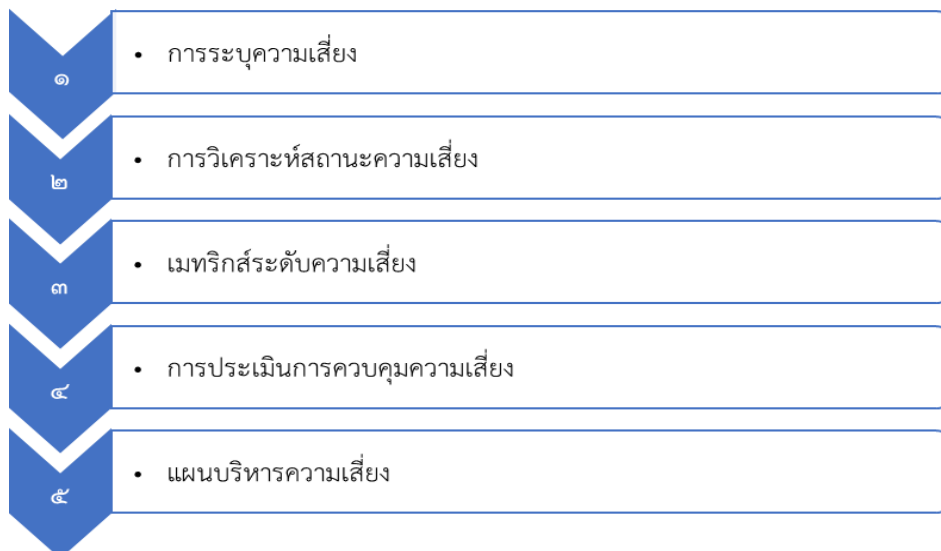 ๑
• การระบุความเสี่ยง
๒
• การวิเคราะห์สถานะความเสี่ยง
๓
• เมทริกส์ระดับความเสี่ยง
๔
• การประเมินการควบคุมความเสี่ยง
๕
• แผนบริหารความเสี่ยง